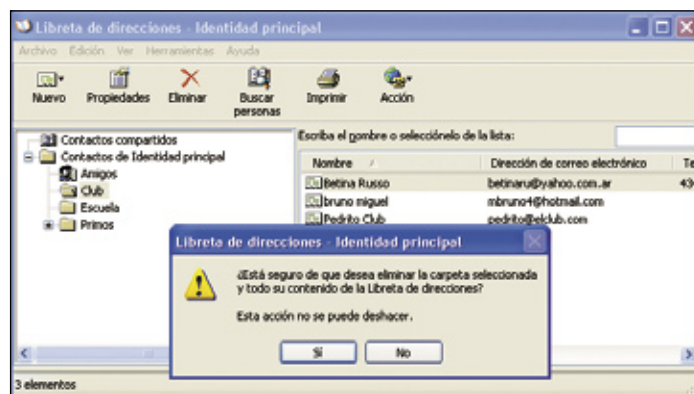 Libreta de direcciones - Identidad principal
Archivo Edición Ver Herramientas Ayuda
Nuevo Propiedades Eliminar Buscar personas Imprimir Acción
Escriba el nombre o selecciónelo de la lista:
Contactos compartidos
Contactos de Identidad principal
Amigos
Club
Escuela
Primos
Nombre Dirección de correo electrónico Te
Betina Russo betinaru@yahoo.com.ar
bruno miguel mbruno4@hotmail.com
Pedrito Club pedrito@elclub.com
Libreta de direcciones - Identidad principal
¿Está seguro de que desea eliminar la carpeta seleccionada
y todo su contenido de la Libreta de direcciones?
Esta acción no se puede deshacer.
Sí No
3 elementos